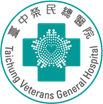 臺中榮民總醫院
Taichung Veterans General Hospital